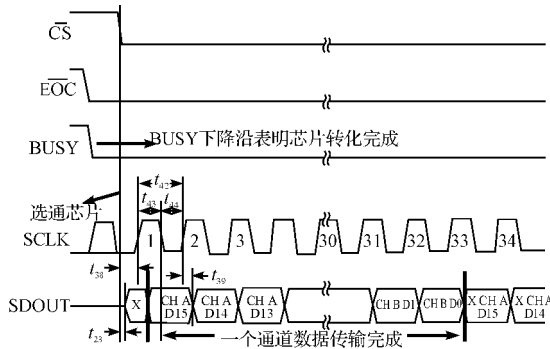 CS
EOC
BUSY
BUSY下降沿表明芯片转化完成
t42
t43 t44
选通芯片
SCLK
1 2 3 30 31 32 33 34
t38
t39
SDOUT
X CH A D15 CH A D14 CH A D13 CH B D1 CH B D0 X CH A D15 CH A D14
t23
一个通道数据传输完成